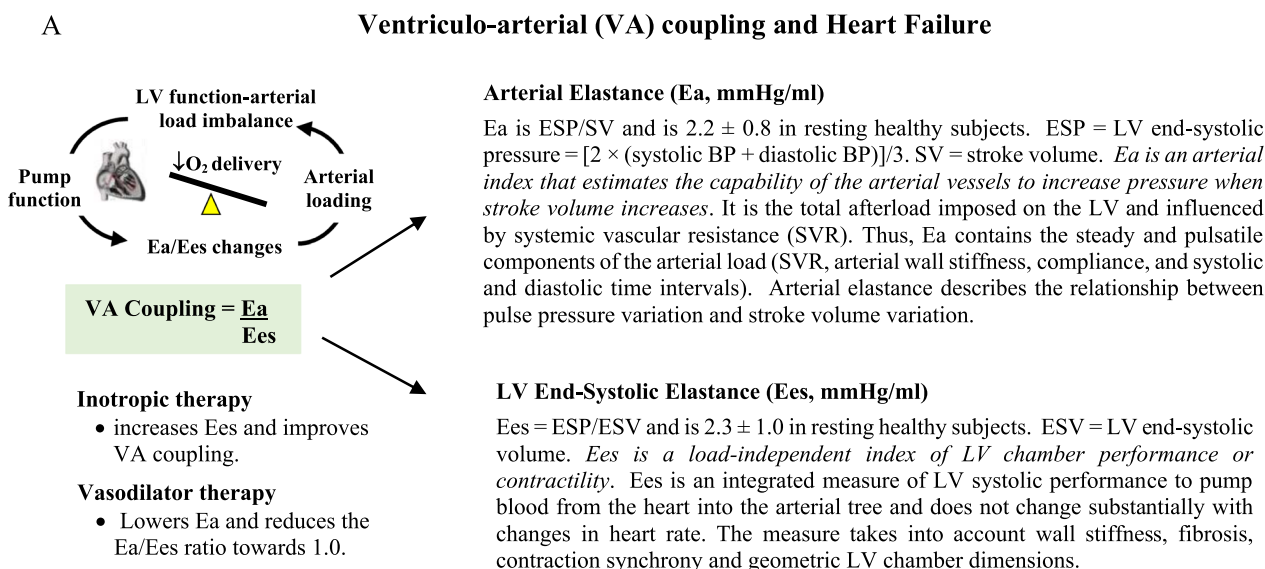 A
Ventriculo-arterial (VA) coupling and Heart Failure
LV function-arterial
load imbalance
↓O₂ delivery
Pump
function
Arterial
loading
Ea/Ees changes
VA Coupling = Ea
Ees
Inotropic therapy
• increases Ees and improves
VA coupling.
Vasodilator therapy
• Lowers Ea and reduces the
Ea/Ees ratio towards 1.0.
Arterial Elastance (Ea, mmHg/ml)
Ea is ESP/SV and is 2.2 ± 0.8 in resting healthy subjects. ESP = LV end-systolic
pressure = [2 × (systolic BP + diastolic BP)]/3. SV = stroke volume. Ea is an arterial
index that estimates the capability of the arterial vessels to increase pressure when
stroke volume increases. It is the total afterload imposed on the LV and influenced
by systemic vascular resistance (SVR). Thus, Ea contains the steady and pulsatile
components of the arterial load (SVR, arterial wall stiffness, compliance, and systolic
and diastolic time intervals). Arterial elastance describes the relationship between
pulse pressure variation and stroke volume variation.
LV End-Systolic Elastance (Ees, mmHg/ml)
Ees = ESP/ESV and is 2.3 ± 1.0 in resting healthy subjects. ESV = LV end-systolic
volume. Ees is a load-independent index of LV chamber performance or
contractility. Ees is an integrated measure of LV systolic performance to pump
blood from the heart into the arterial tree and does not change substantially with
changes in heart rate. The measure takes into account wall stiffness, fibrosis,
contraction synchrony and geometric LV chamber dimensions.